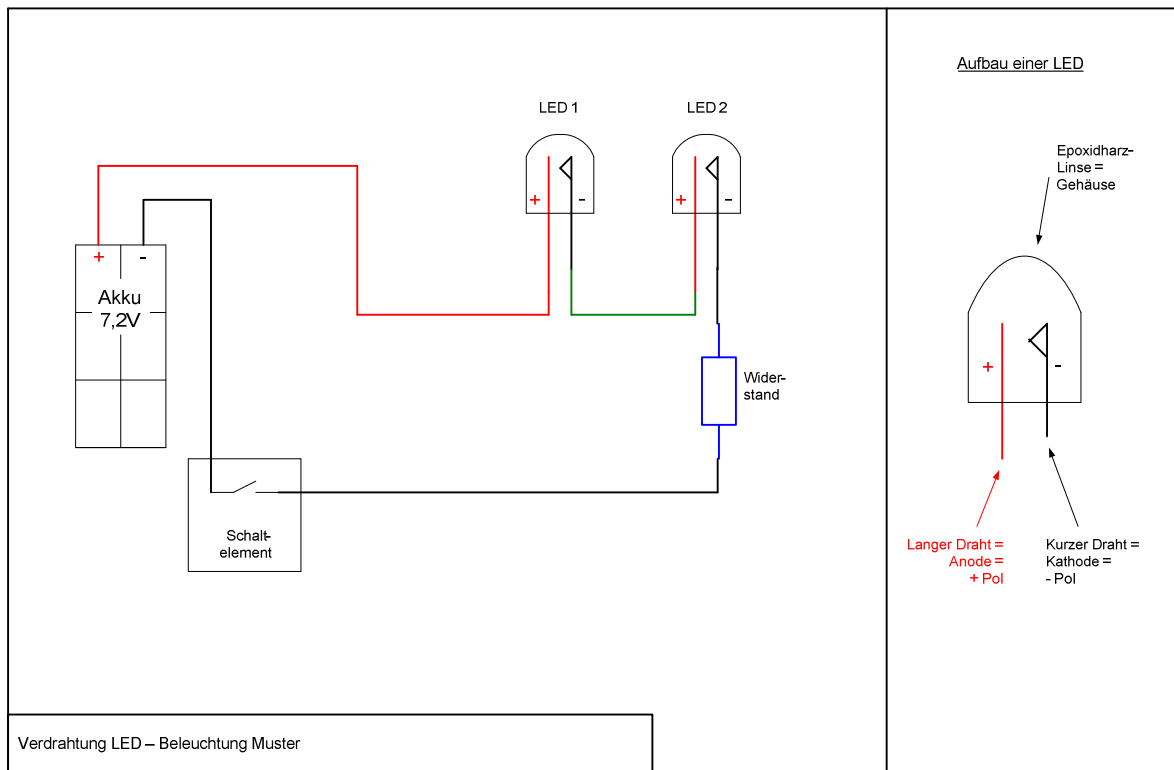 Aufbau einer LED
LED 1
LED 2
Epoxidharz-
Linse =
Gehäuse
+
-
+
-
+
-
Akku
7,2V
+
-
Wider-
stand
Schalt-
element
Langer Draht =
Anode =
+ Pol
Kurzer Draht =
Kathode =
- Pol
Verdrahtung LED – Beleuchtung Muster